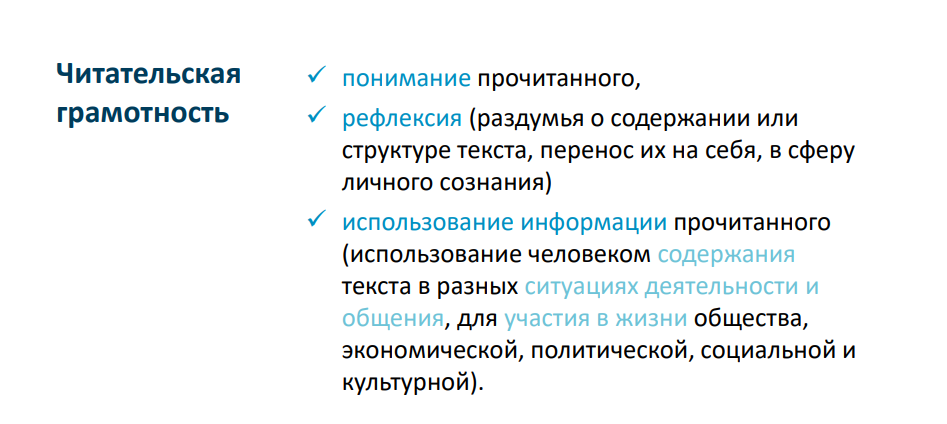 Читательская
грамотность
✓ понимание прочитанного,
✓ рефлексия (раздумья о содержании или
структуре текста, перенос их на себя, в сферу
личного сознания)
✓ использование информации прочитанного
(использование человеком содержания
текста в разных ситуациях деятельности и
общения, для участия в жизни общества,
экономической, политической, социальной и
культурной).